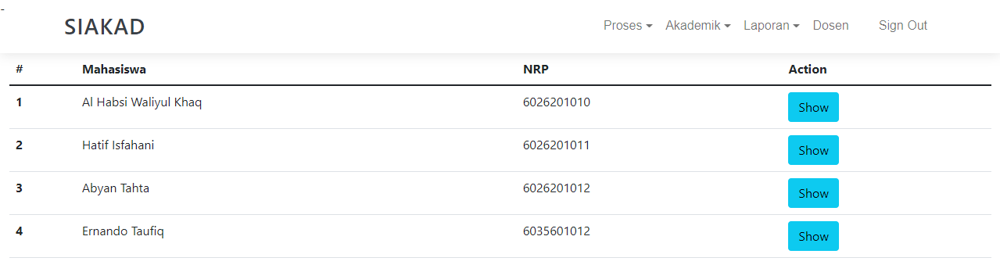 -
SIAKAD Proses Akademik Laporan Dosen Sign Out
# Mahasiswa NRP Action
1 Al Habsi Waliyul Khaq 6026201010 Show
2 Hatif Isfahani 6026201011 Show
3 Abyan Tahta 6026201012 Show
4 Ernando Taufiq 6035601012 Show